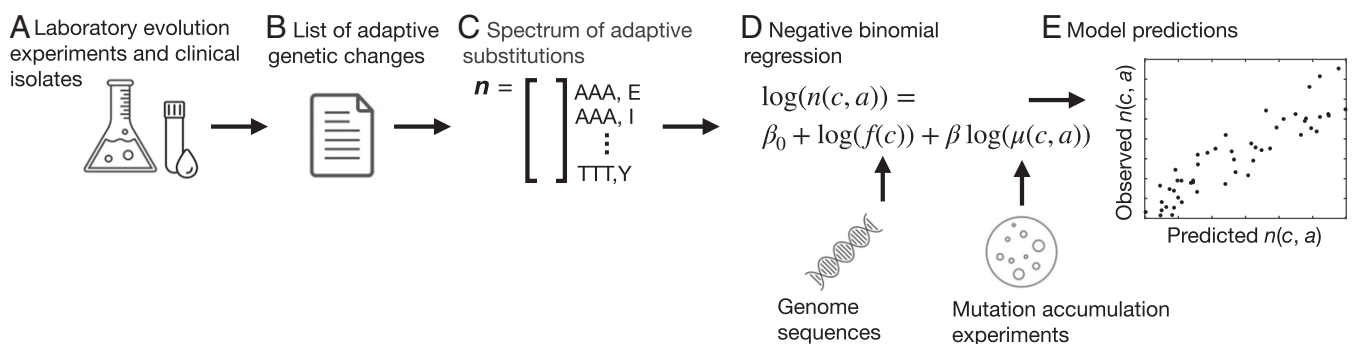 A Laboratory evolution
experiments and clinical
isolates
B List of adaptive
genetic changes
C Spectrum of adaptive
substitutions
n =
AAA, E
AAA, I
⋮
TTT,Y
D Negative binomial
regression
log(n(c, a)) =
β₀ + log(f(c)) + β log(μ(c, a))
Genome
sequences
Mutation accumulation
experiments
E Model predictions
Observed n(c, a)
Predicted n(c, a)